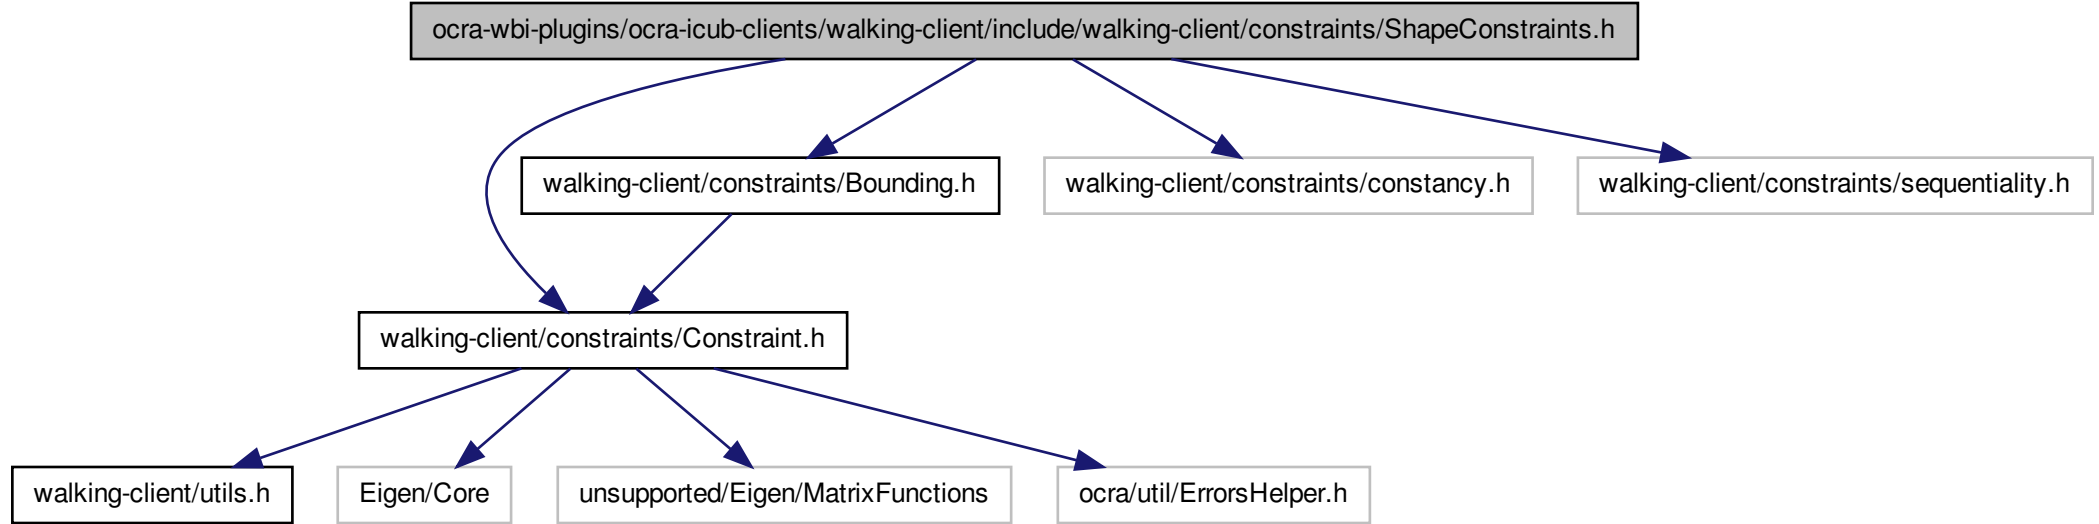 ocra-wbi-plugins/ocra-icub-clients/walking-client/include/walking-client/constraints/ShapeConstraints.h
walking-client/constraints/Bounding.h
walking-client/constraints/constancy.h
walking-client/constraints/sequentiality.h
walking-client/constraints/Constraint.h
walking-client/utils.h
Eigen/Core
unsupported/Eigen/MatrixFunctions
ocra/util/ErrorsHelper.h